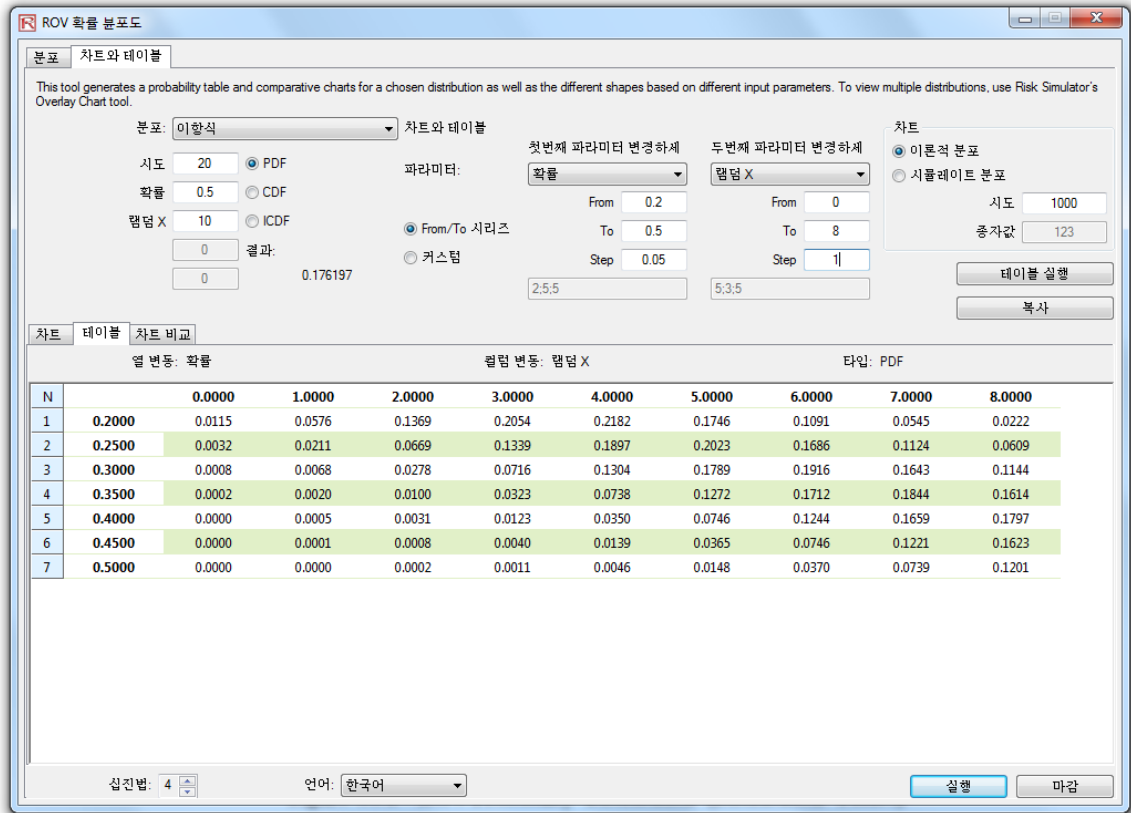 ROV 확률 분포도
분포 차트와 테이블
This tool generates a probability table and comparative charts for a chosen distribution as well as the different shapes based on different input parameters. To view multiple distributions, use Risk Simulator's
Overlay Chart tool.
분포: 이항식 차트와 테이블 차트
첫번째 파라미터 변경하세 두번째 파라미터 변경하세
시도 20 PDF 파라미터: 확률 랜덤 X 이론적 분포
확률 0.5 CDF From 0.2 From 0 시뮬레이트 분포
랜덤 X 10 ICDF From/To 시리즈 To 0.5 To 8 시도 1000
0 결과: 커스텀 Step 0.05 Step 1 종자값 123
0 0.176197 2;5;5 5;3;5 테이블 실행
복사
차트 테이블 차트 비교
열 변동: 확률 컬럼 변동: 랜덤 X 타입: PDF
N 0.0000 1.0000 2.0000 3.0000 4.0000 5.0000 6.0000 7.0000 8.0000
1 0.2000 0.0115 0.0576 0.1369 0.2054 0.2182 0.1746 0.1091 0.0545 0.0222
2 0.2500 0.0032 0.0211 0.0669 0.1339 0.1897 0.2023 0.1686 0.1124 0.0609
3 0.3000 0.0008 0.0068 0.0278 0.0716 0.1304 0.1789 0.1916 0.1643 0.1144
4 0.3500 0.0002 0.0020 0.0100 0.0323 0.0738 0.1272 0.1712 0.1844 0.1614
5 0.4000 0.0000 0.0005 0.0031 0.0123 0.0350 0.0746 0.1244 0.1659 0.1797
6 0.4500 0.0000 0.0001 0.0008 0.0040 0.0139 0.0365 0.0746 0.1221 0.1623
7 0.5000 0.0000 0.0000 0.0002 0.0011 0.0046 0.0148 0.0370 0.0739 0.1201
십진법: 4 언어: 한국어 실행 마감